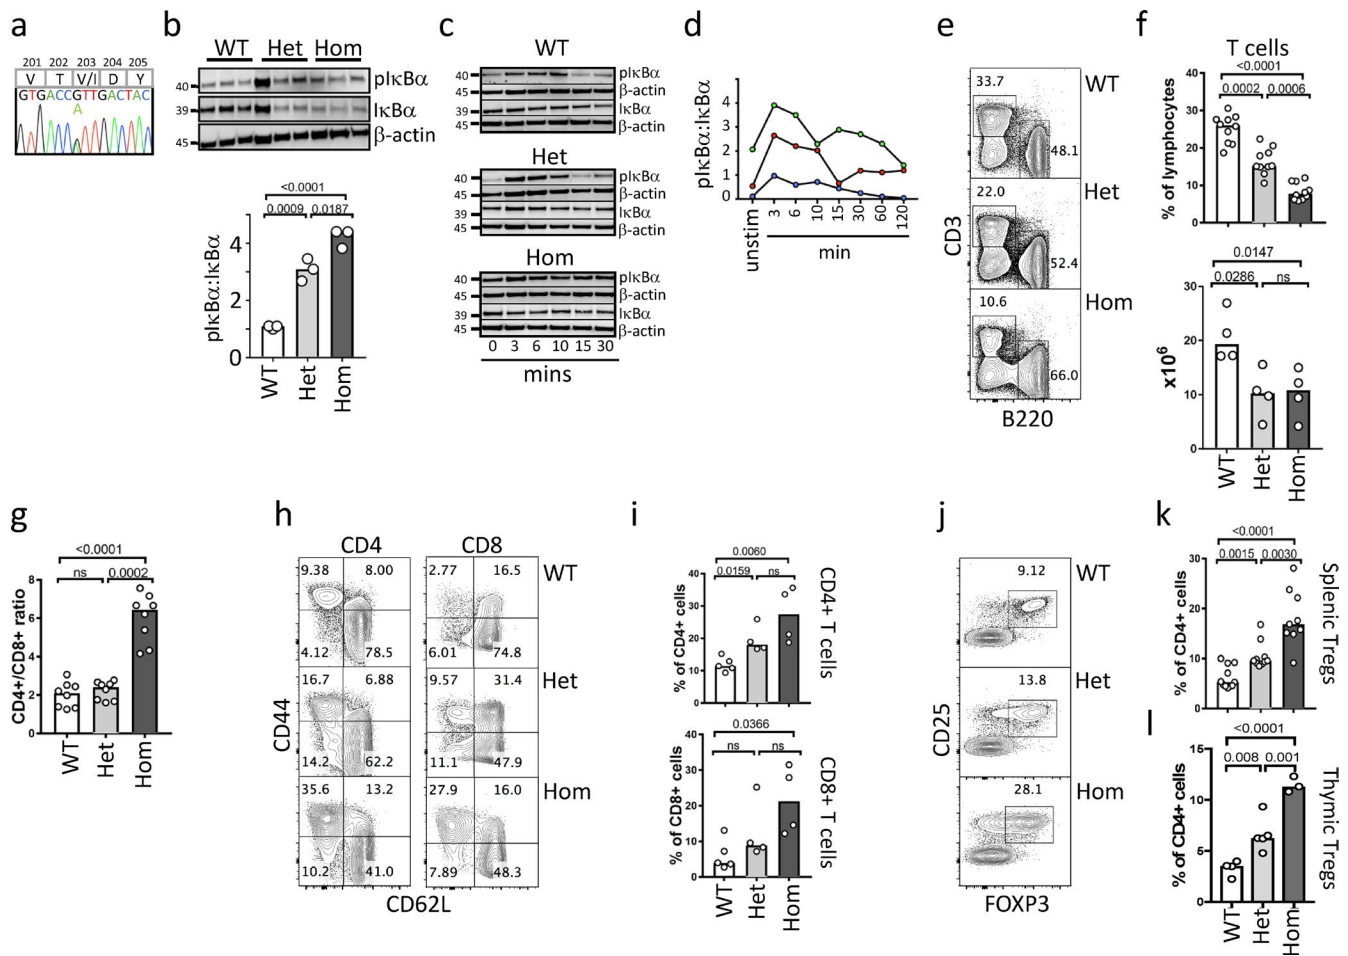 a
201 202 203 204 205
V T V/I D Y
GTGACCGTTGACTAC
A
b
WT Het Hom
40 pIκBα
39 IκBα
45 β-actin
pIκBα:IκBα
<0.0001
0.0009 0.0187
4
2
0
WT Het Hom
c
WT
40 pIκBα
45 β-actin
39 IκBα
45 β-actin
Het
40 pIκBα
45 β-actin
39 IκBα
45 β-actin
Hom
40 pIκBα
45 β-actin
39 IκBα
45 β-actin
0 3 6 10 15 30
mins
d
pIκBα:IκBα
5
4
3
2
1
0
unstim 3 6 10 15 30 60 120
min
e
33.7 WT
48.1
22.0 Het
52.4
10.6 Hom
66.0
CD3
B220
f
T cells
<0.0001
0.0002 0.0006
% of lymphocytes
40
30
20
10
0
0.0147
0.0286 ns
x10⁶
30
20
10
0
WT Het Hom
g
<0.0001
ns 0.0002
CD4+/CD8+ ratio
8
6
4
2
0
WT Het Hom
h
CD4 CD8
9.38 8.00 2.77 16.5 WT
4.12 78.5 6.01 74.8
16.7 6.88 9.57 31.4 Het
14.2 62.2 11.1 47.9
35.6 13.2 27.9 16.0 Hom
10.2 41.0 7.89 48.3
CD44
CD62L
i
0.0060
0.0159 ns
% of CD4+ cells
40
30
20
10
0
CD4+ T cells
0.0366
ns ns
% of CD8+ cells
40
30
20
10
0
CD8+ T cells
WT Het Hom
j
9.12 WT
13.8 Het
28.1 Hom
CD25
FOXP3
k
<0.0001
0.0015 0.0030
% of CD4+ cells
30
20
10
0
Splenic Tregs
l
<0.0001
0.008 0.001
% of CD4+ cells
15
10
5
0
Thymic Tregs
WT Het Hom